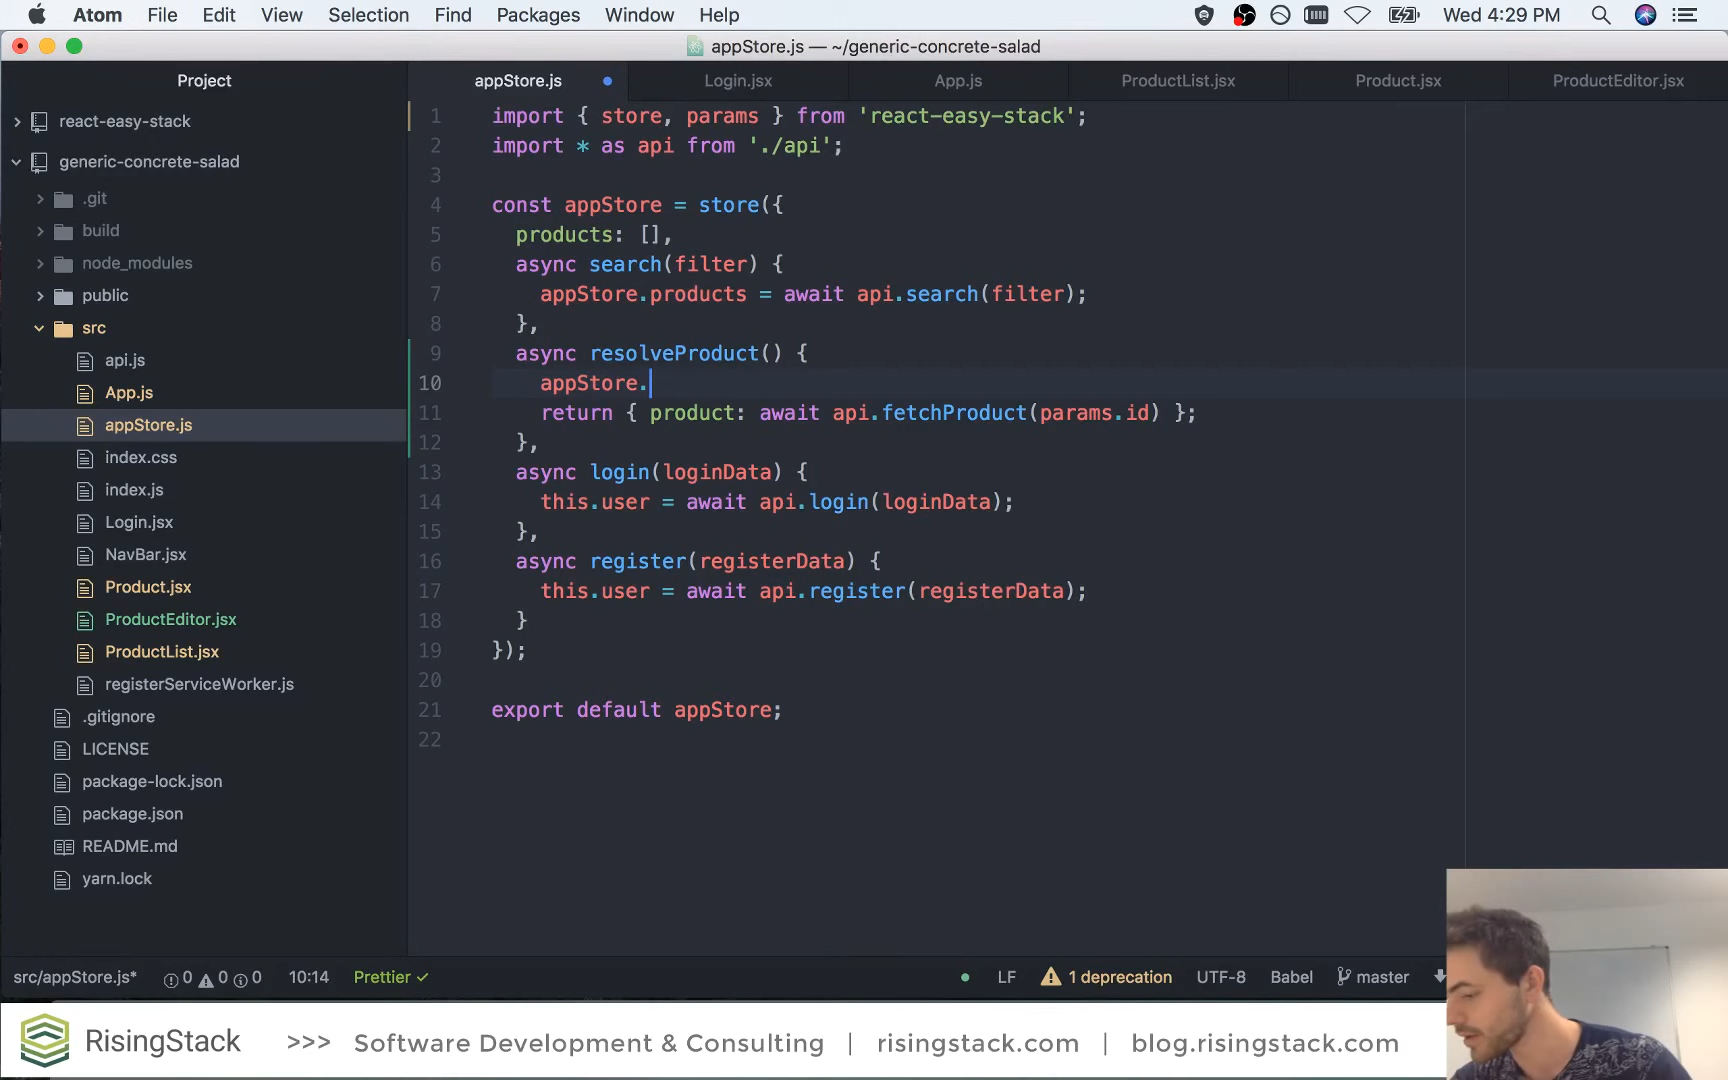 Atom File Edit View Selection Find Packages Window Help Wed 4:29 PM
appStore.js — ~/generic-concrete-salad
Project
react-easy-stack
generic-concrete-salad
.git
build
node_modules
public
src
api.js
App.js
appStore.js
index.css
index.js
Login.jsx
NavBar.jsx
Product.jsx
ProductEditor.jsx
ProductList.jsx
registerServiceWorker.js
.gitignore
LICENSE
package-lock.json
package.json
README.md
yarn.lock
appStore.js Login.jsx App.js ProductList.jsx Product.jsx ProductEditor.jsx
1 import { store, params } from 'react-easy-stack';
2 import * as api from './api';
3
4 const appStore = store({
5 products: [],
6 async search(filter) {
7 appStore.products = await api.search(filter);
8 },
9 async resolveProduct() {
10 appStore.
11 return { product: await api.fetchProduct(params.id) };
12 },
13 async login(loginData) {
14 this.user = await api.login(loginData);
15 },
16 async register(registerData) {
17 this.user = await api.register(registerData);
18 }
19 });
20
21 export default appStore;
22
src/appStore.js* 0 0 0 10:14 Prettier ✓ LF 1 deprecation UTF-8 Babel master
RisingStack >>> Software Development & Consulting | risingstack.com | blog.risingstack.com